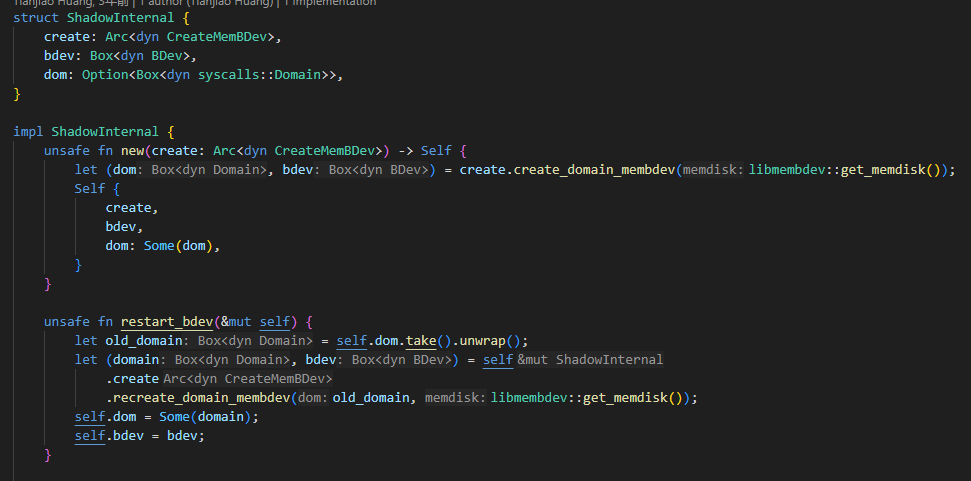 Tianjiao Huang, 3年前 | 1 author (Tianjiao Huang) | 1 implementation
struct ShadowInternal {
    create: Arc<dyn CreateMemBDev>,
    bdev: Box<dyn BDev>,
    dom: Option<Box<dyn syscalls::Domain>>,
}
impl ShadowInternal {
    unsafe fn new(create: Arc<dyn CreateMemBDev>) -> Self {
        let (dom: Box<dyn Domain>, bdev: Box<dyn BDev>) = create.create_domain_membdev(memdisk: libmembdev::get_memdisk());
        Self {
            create,
            bdev,
            dom: Some(dom),
        }
    }
    unsafe fn restart_bdev(&mut self) {
        let old_domain: Box<dyn Domain> = self.dom.take().unwrap();
        let (domain: Box<dyn Domain>, bdev: Box<dyn BDev>) = self &mut ShadowInternal
            .create Arc<dyn CreateMemBDev>
            .recreate_domain_membdev(dom: old_domain, memdisk: libmembdev::get_memdisk());
        self.dom = Some(domain);
        self.bdev = bdev;
    }